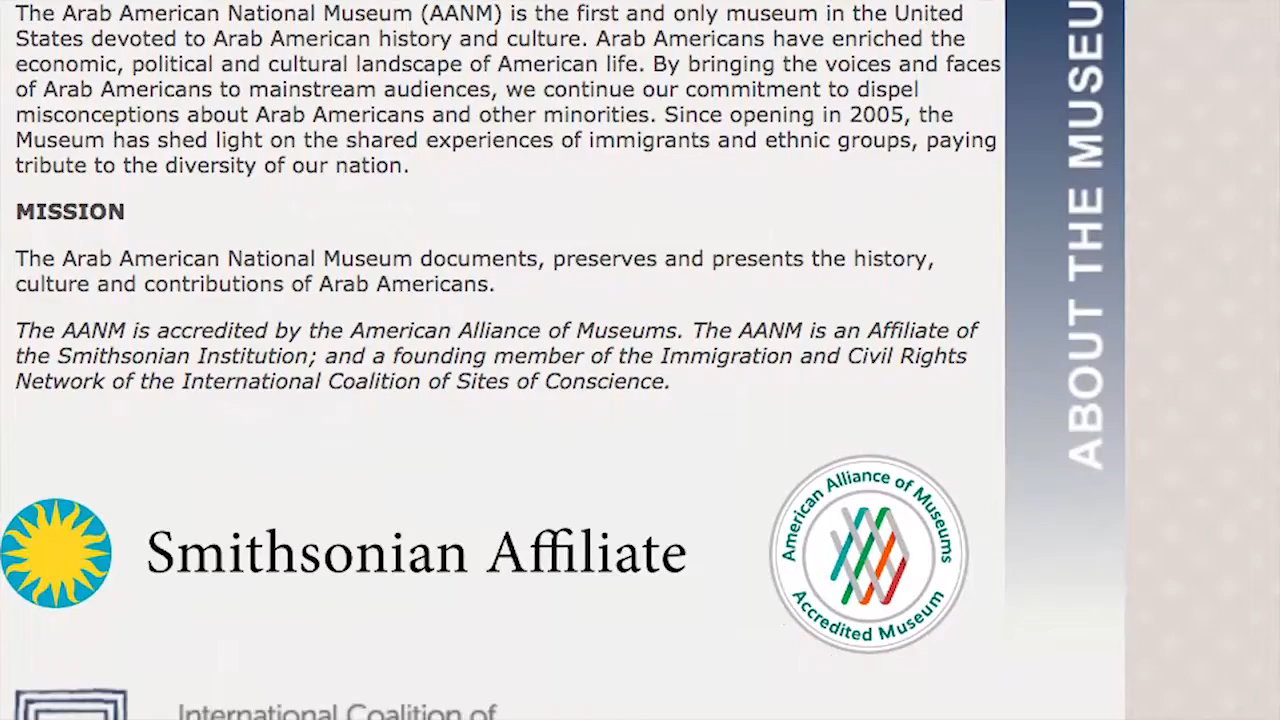 The Arab American National Museum (AANM) is the first and only museum in the United
States devoted to Arab American history and culture. Arab Americans have enriched the
economic, political and cultural landscape of American life. By bringing the voices and faces
of Arab Americans to mainstream audiences, we continue our commitment to dispel
misconceptions about Arab Americans and other minorities. Since opening in 2005, the
Museum has shed light on the shared experiences of immigrants and ethnic groups, paying
tribute to the diversity of our nation.
MISSION
The Arab American National Museum documents, preserves and presents the history,
culture and contributions of Arab Americans.
The AANM is accredited by the American Alliance of Museums. The AANM is an Affiliate of
the Smithsonian Institution; and a founding member of the Immigration and Civil Rights
Network of the International Coalition of Sites of Conscience.
Smithsonian Affiliate
American Alliance of Museums
Accredited Museum
International Coalition of
ABOUT THE MUSEU